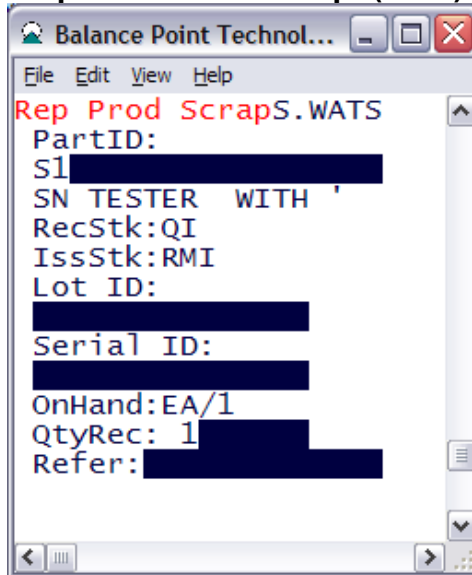 Balance Point Technol...
File Edit View Help
Rep Prod ScrapS.WATS
PartID:
S1
SN TESTER  WITH '
RecStk:QI
IssStk:RMI
Lot ID:
Serial ID:
OnHand:EA/1
QtyRec: 1
Refer: